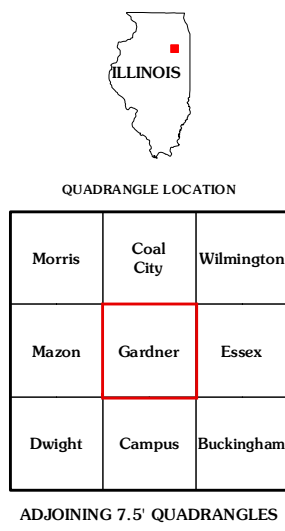 ILLINOIS
QUADRANGLE LOCATION
Morris
Coal
City
Wilmington
Mazon
Gardner
Essex
Dwight
Campus
Buckingham
ADJOINING 7.5' QUADRANGLES